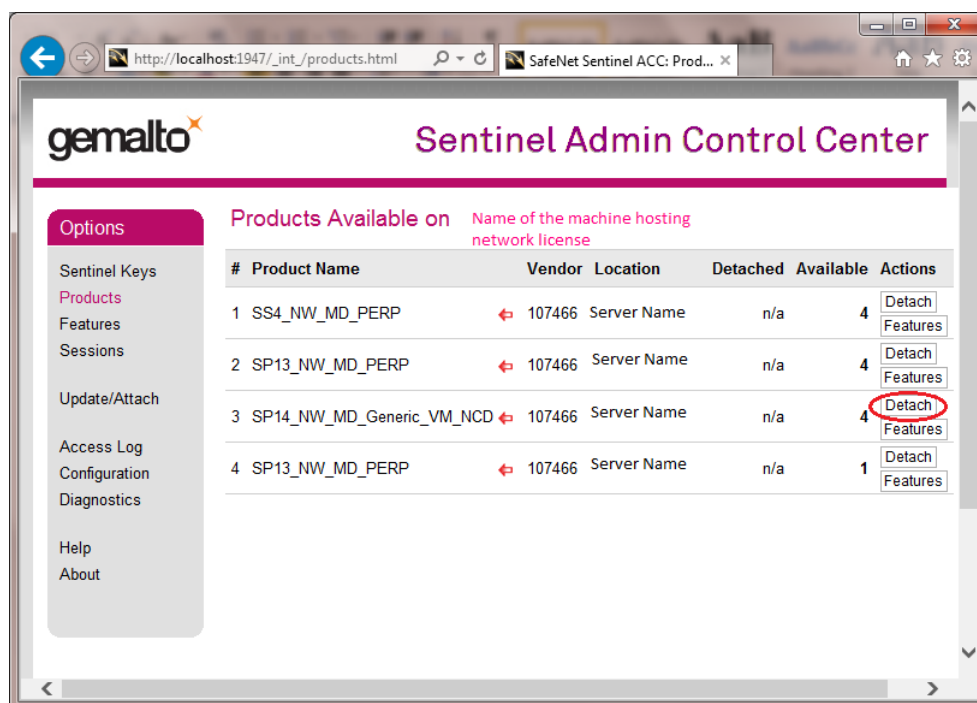 http://localhost:1947/_int_/products.html
SafeNet Sentinel ACC: Prod...
gemalto
Sentinel Admin Control Center
Options
Sentinel Keys
Products
Features
Sessions
Update/Attach
Access Log
Configuration
Diagnostics
Help
About
Products Available on
Name of the machine hosting
network license
# Product Name Vendor Location Detached Available Actions
1 SS4_NW_MD_PERP 107466 Server Name n/a 4 Detach
Features
2 SP13_NW_MD_PERP 107466 Server Name n/a 4 Detach
Features
3 SP14_NW_MD_Generic_VM_NCD 107466 Server Name n/a 4 Detach
Features
4 SP13_NW_MD_PERP 107466 Server Name n/a 1 Detach
Features